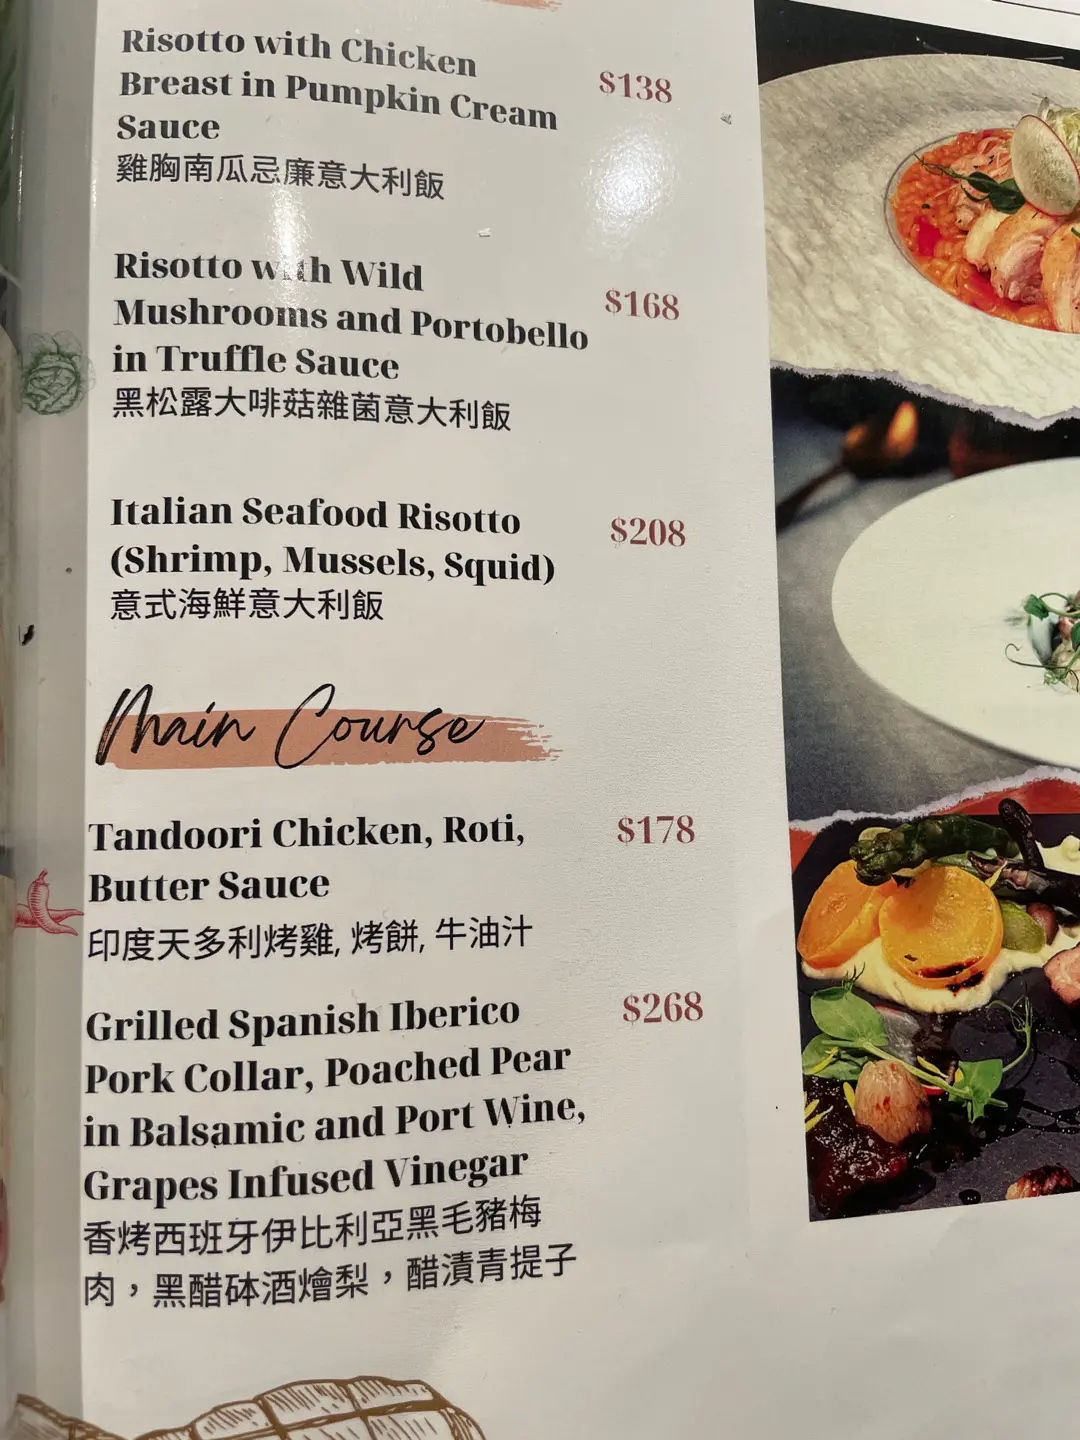 Risotto with Chicken
Breast in Pumpkin Cream
Sauce
$138
雞胸南瓜忌廉意大利飯
Risotto with Wild
Mushrooms and Portobello
in Truffle Sauce
$168
黑松露大啡菇雜菌意大利飯
Italian Seafood Risotto
(Shrimp, Mussels, Squid)
$208
意式海鮮意大利飯
Main Course
Tandoori Chicken, Roti,
Butter Sauce
$178
印度天多利烤雞, 烤餅, 牛油汁
Grilled Spanish Iberico
Pork Collar, Poached Pear
in Balsamic and Port Wine,
Grapes Infused Vinegar
$268
香烤西班牙伊比利亞黑毛豬梅
肉，黑醋砵酒燴梨，醋漬青提子